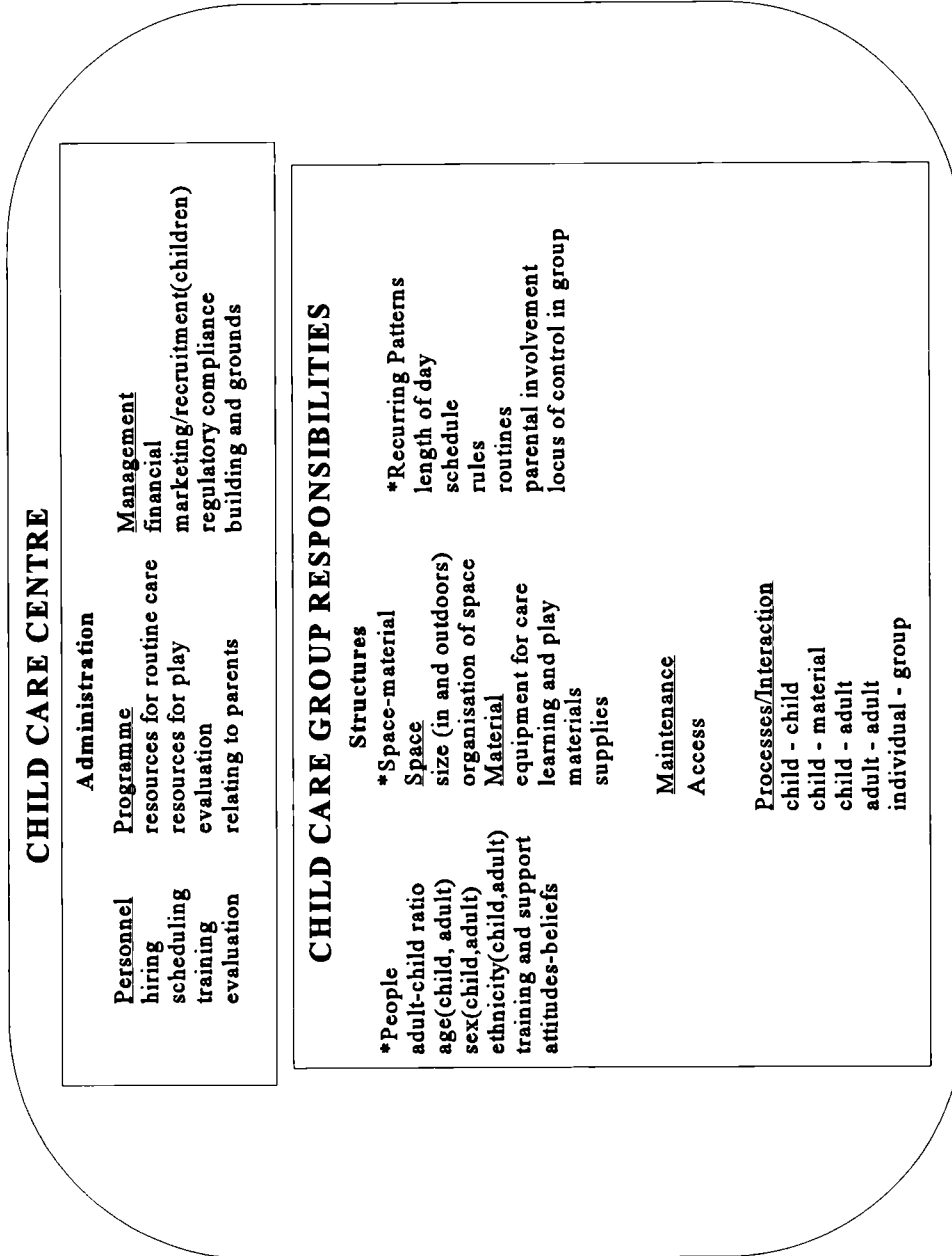 CHILD CARE CENTRE
Administration
Personnel
hiring
scheduling
training
evaluation
Programme
resources for routine care
resources for play
evaluation
relating to parents
Management
financial
marketing/recruitment(children)
regulatory compliance
building and grounds
CHILD CARE GROUP RESPONSIBILITIES
Structures
*People
adult-child ratio
age(child, adult)
sex(child,adult)
ethnicity(child,adult)
training and support
attitudes-beliefs
*Space-material
Space
size (in and outdoors)
organisation of space
Material
equipment for care
learning and play
materials
supplies
*Recurring Patterns
length of day
schedule
rules
routines
parental involvement
locus of control in group
Maintenance
Access
Processes/Interaction
child - child
child - material
child - adult
adult - adult
individual - group